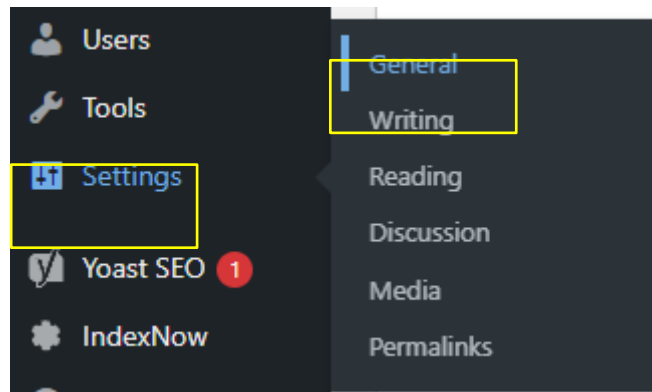 Users
Tools
Settings
Yoast SEO 1
IndexNow
General
Writing
Reading
Discussion
Media
Permalinks